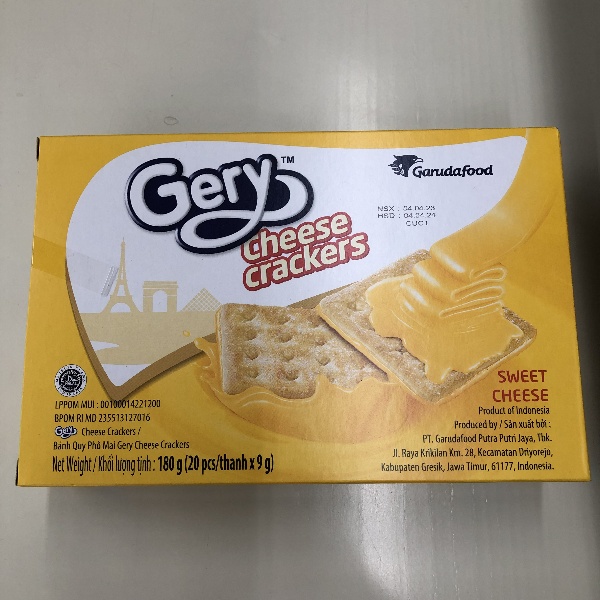 Gery™
cheese
crackers
Garudafood
NSX : 04.04.23
HSD : 04.04.24
CUC1
SWEET
CHEESE
Product of Indonesia
Produced by / Sản xuất bởi :
PT. Garudafood Putra Putri Jaya, Tbk.
Jl. Raya Krikilan Km. 28, Kecamatan Driyorejo,
Kabupaten Gresik, Jawa Timur, 61177, Indonesia.
LPPOM MUI : 00100014221200
BPOM RI MD 235513127076
Gery Cheese Crackers /
Bánh Quy Phô Mai Gery Cheese Crackers
Net Weight / Khối lượng tịnh : 180 g (20 pcs/thanh x 9 g)